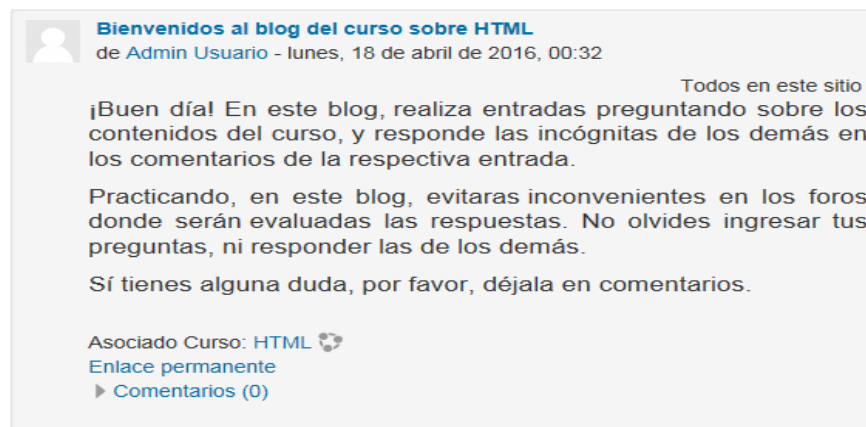 Bienvenidos al blog del curso sobre HTML
de Admin Usuario - lunes, 18 de abril de 2016, 00:32
Todos en este sitio
¡Buen día! En este blog, realiza entradas preguntando sobre los
contenidos del curso, y responde las incógnitas de los demás en
los comentarios de la respectiva entrada.
Practicando, en este blog, evitaras inconvenientes en los foros
donde serán evaluadas las respuestas. No olvides ingresar tus
preguntas, ni responder las de los demás.
Sí tienes alguna duda, por favor, déjala en comentarios.
Asociado Curso: HTML
Enlace permanente
Comentarios (0)